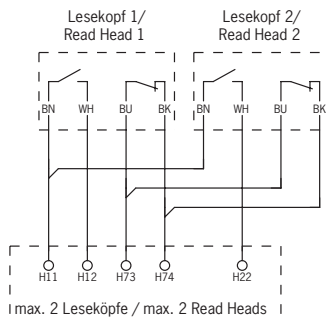 Lesekopf 1/
Read Head 1
Lesekopf 2/
Read Head 2
BN WH BU BK BN WH BU BK
H11 H12 H73 H74 H22
max. 2 Leseköpfe / max. 2 Read Heads